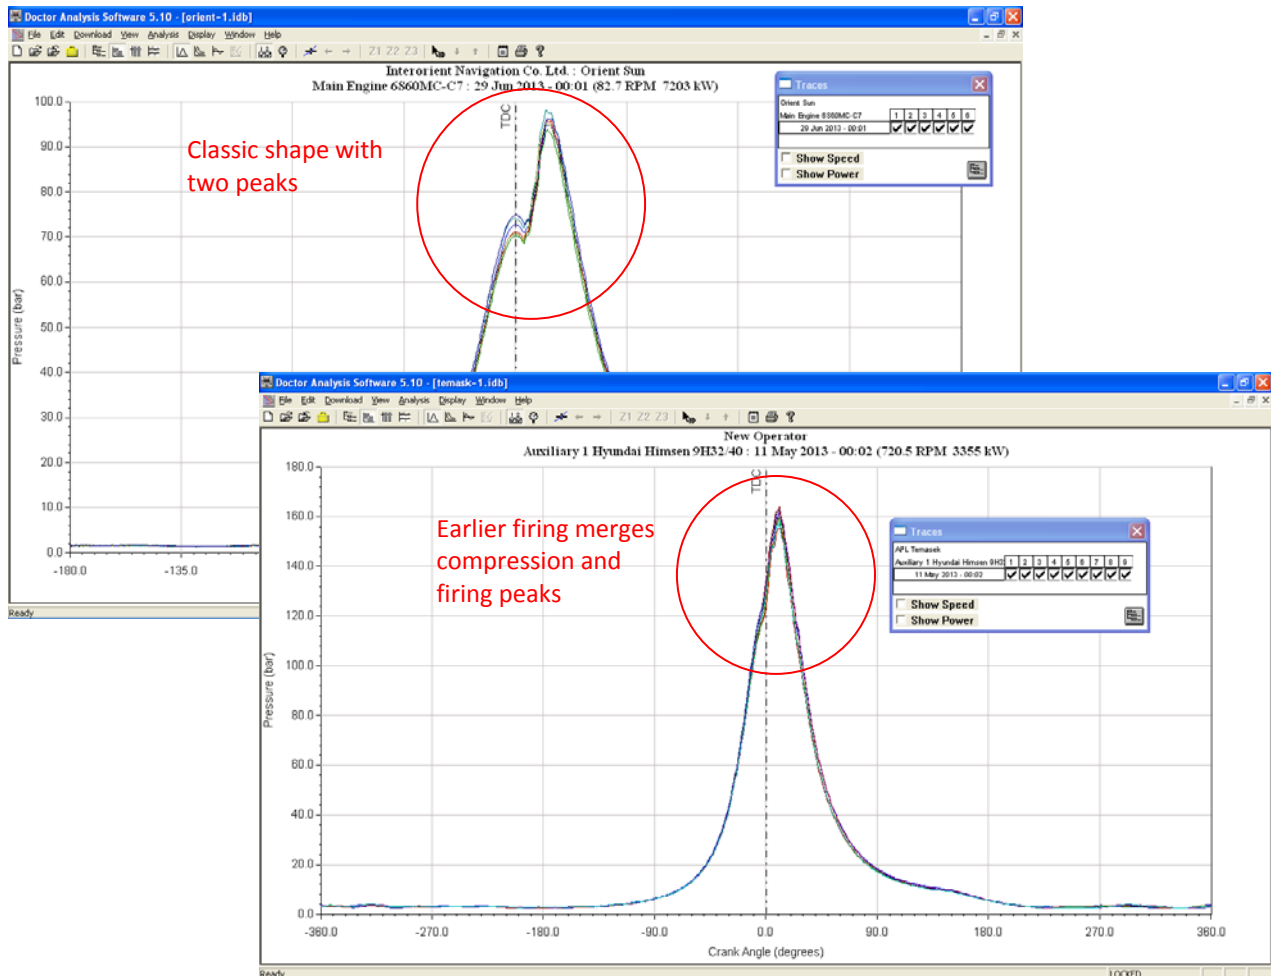 Doctor Analysis Software 5.10 - [orient-1.idb]
File Edit Download View Analysis Display Window Help
Z1 Z2 Z3
Interorient Navigation Co. Ltd. : Orient Sun
Main Engine 6S60MC-C7 : 29 Jun 2013 - 00:01 (82.7 RPM 7203 kW)
100.0
90.0
80.0
70.0
60.0
50.0
40.0
30.0
20.0
10.0
0.0
Pressure (bar)
-180.0
-135.0
TDC
Classic shape with
two peaks
Traces
Orient Sun
Main Engine 6S60MC-C7 1 2 3 4 5 6
29 Jun 2013 - 00:01
Show Speed
Show Power
Ready
Doctor Analysis Software 5.10 - [temask-1.idb]
File Edit Download View Analysis Display Window Help
Z1 Z2 Z3
New Operator
Auxiliary 1 Hyundai Himsen 9H32/40 : 11 May 2013 - 00:02 (720.5 RPM 3355 kW)
180.0
160.0
140.0
120.0
100.0
80.0
60.0
40.0
20.0
0.0
Pressure (bar)
TDC
Earlier firing merges
compression and
firing peaks
Traces
APL Temasek
Auxiliary 1 Hyundai Himsen 9H32 1 2 3 4 5 6 7 8 9
11 May 2013 - 00:02
Show Speed
Show Power
-360.0
-270.0
-180.0
-90.0
0.0
90.0
180.0
270.0
360.0
Crank Angle (degrees)
Ready
LOCKED